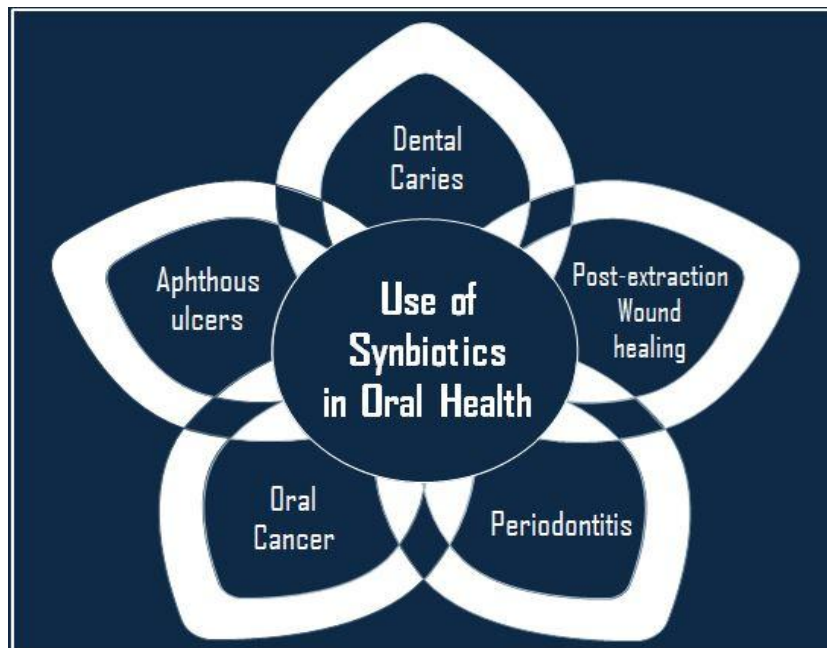 Dental
Caries
Aphthous
ulcers
Use of
Synbiotics
in Oral Health
Post-extraction
Wound
healing
Oral
Cancer
Periodontitis